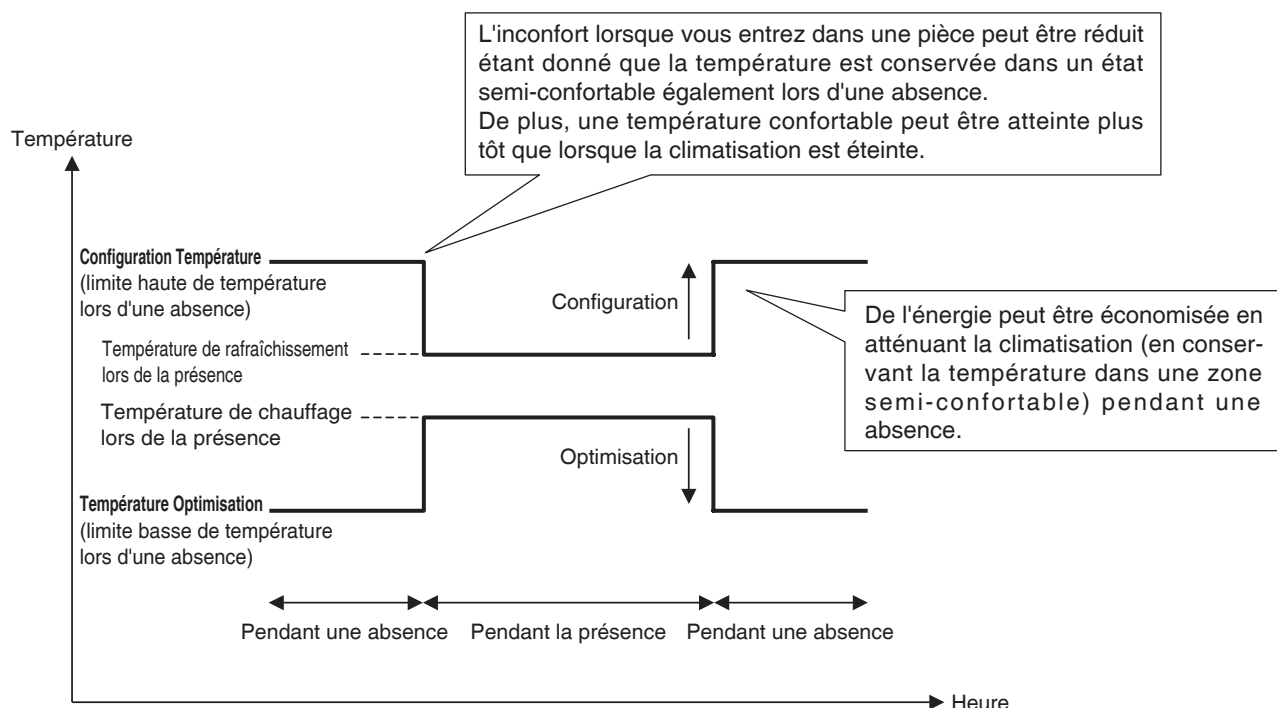 L'inconfort lorsque vous entrez dans une pièce peut être réduit
étant donné que la température est conservée dans un état
semi-confortable également lors d'une absence.
De plus, une température confortable peut être atteinte plus
tôt que lorsque la climatisation est éteinte.
Température
Configuration Température
(limite haute de température
lors d'une absence)
Configuration
De l'énergie peut être économisée en
atténuant la climatisation (en conser-
vant la température dans une zone
semi-confortable) pendant une
absence.
Température de rafraîchissement
lors de la présence
Température de chauffage
lors de la présence
Optimisation
Température Optimisation
(limite basse de température
lors d'une absence)
Pendant une absence
Pendant la présence
Pendant une absence
Heure